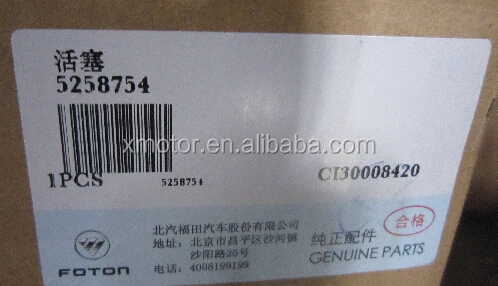 活塞
5258754
xmotor.en.alibaba.com
1PCS
5258754
CI30008420
北汽福田汽车股份有限公司
地址：北京市昌平区沙河镇
沙阳路20号
电话：4008199199
FOTON
合格
纯正配件
GENUINE PARTS